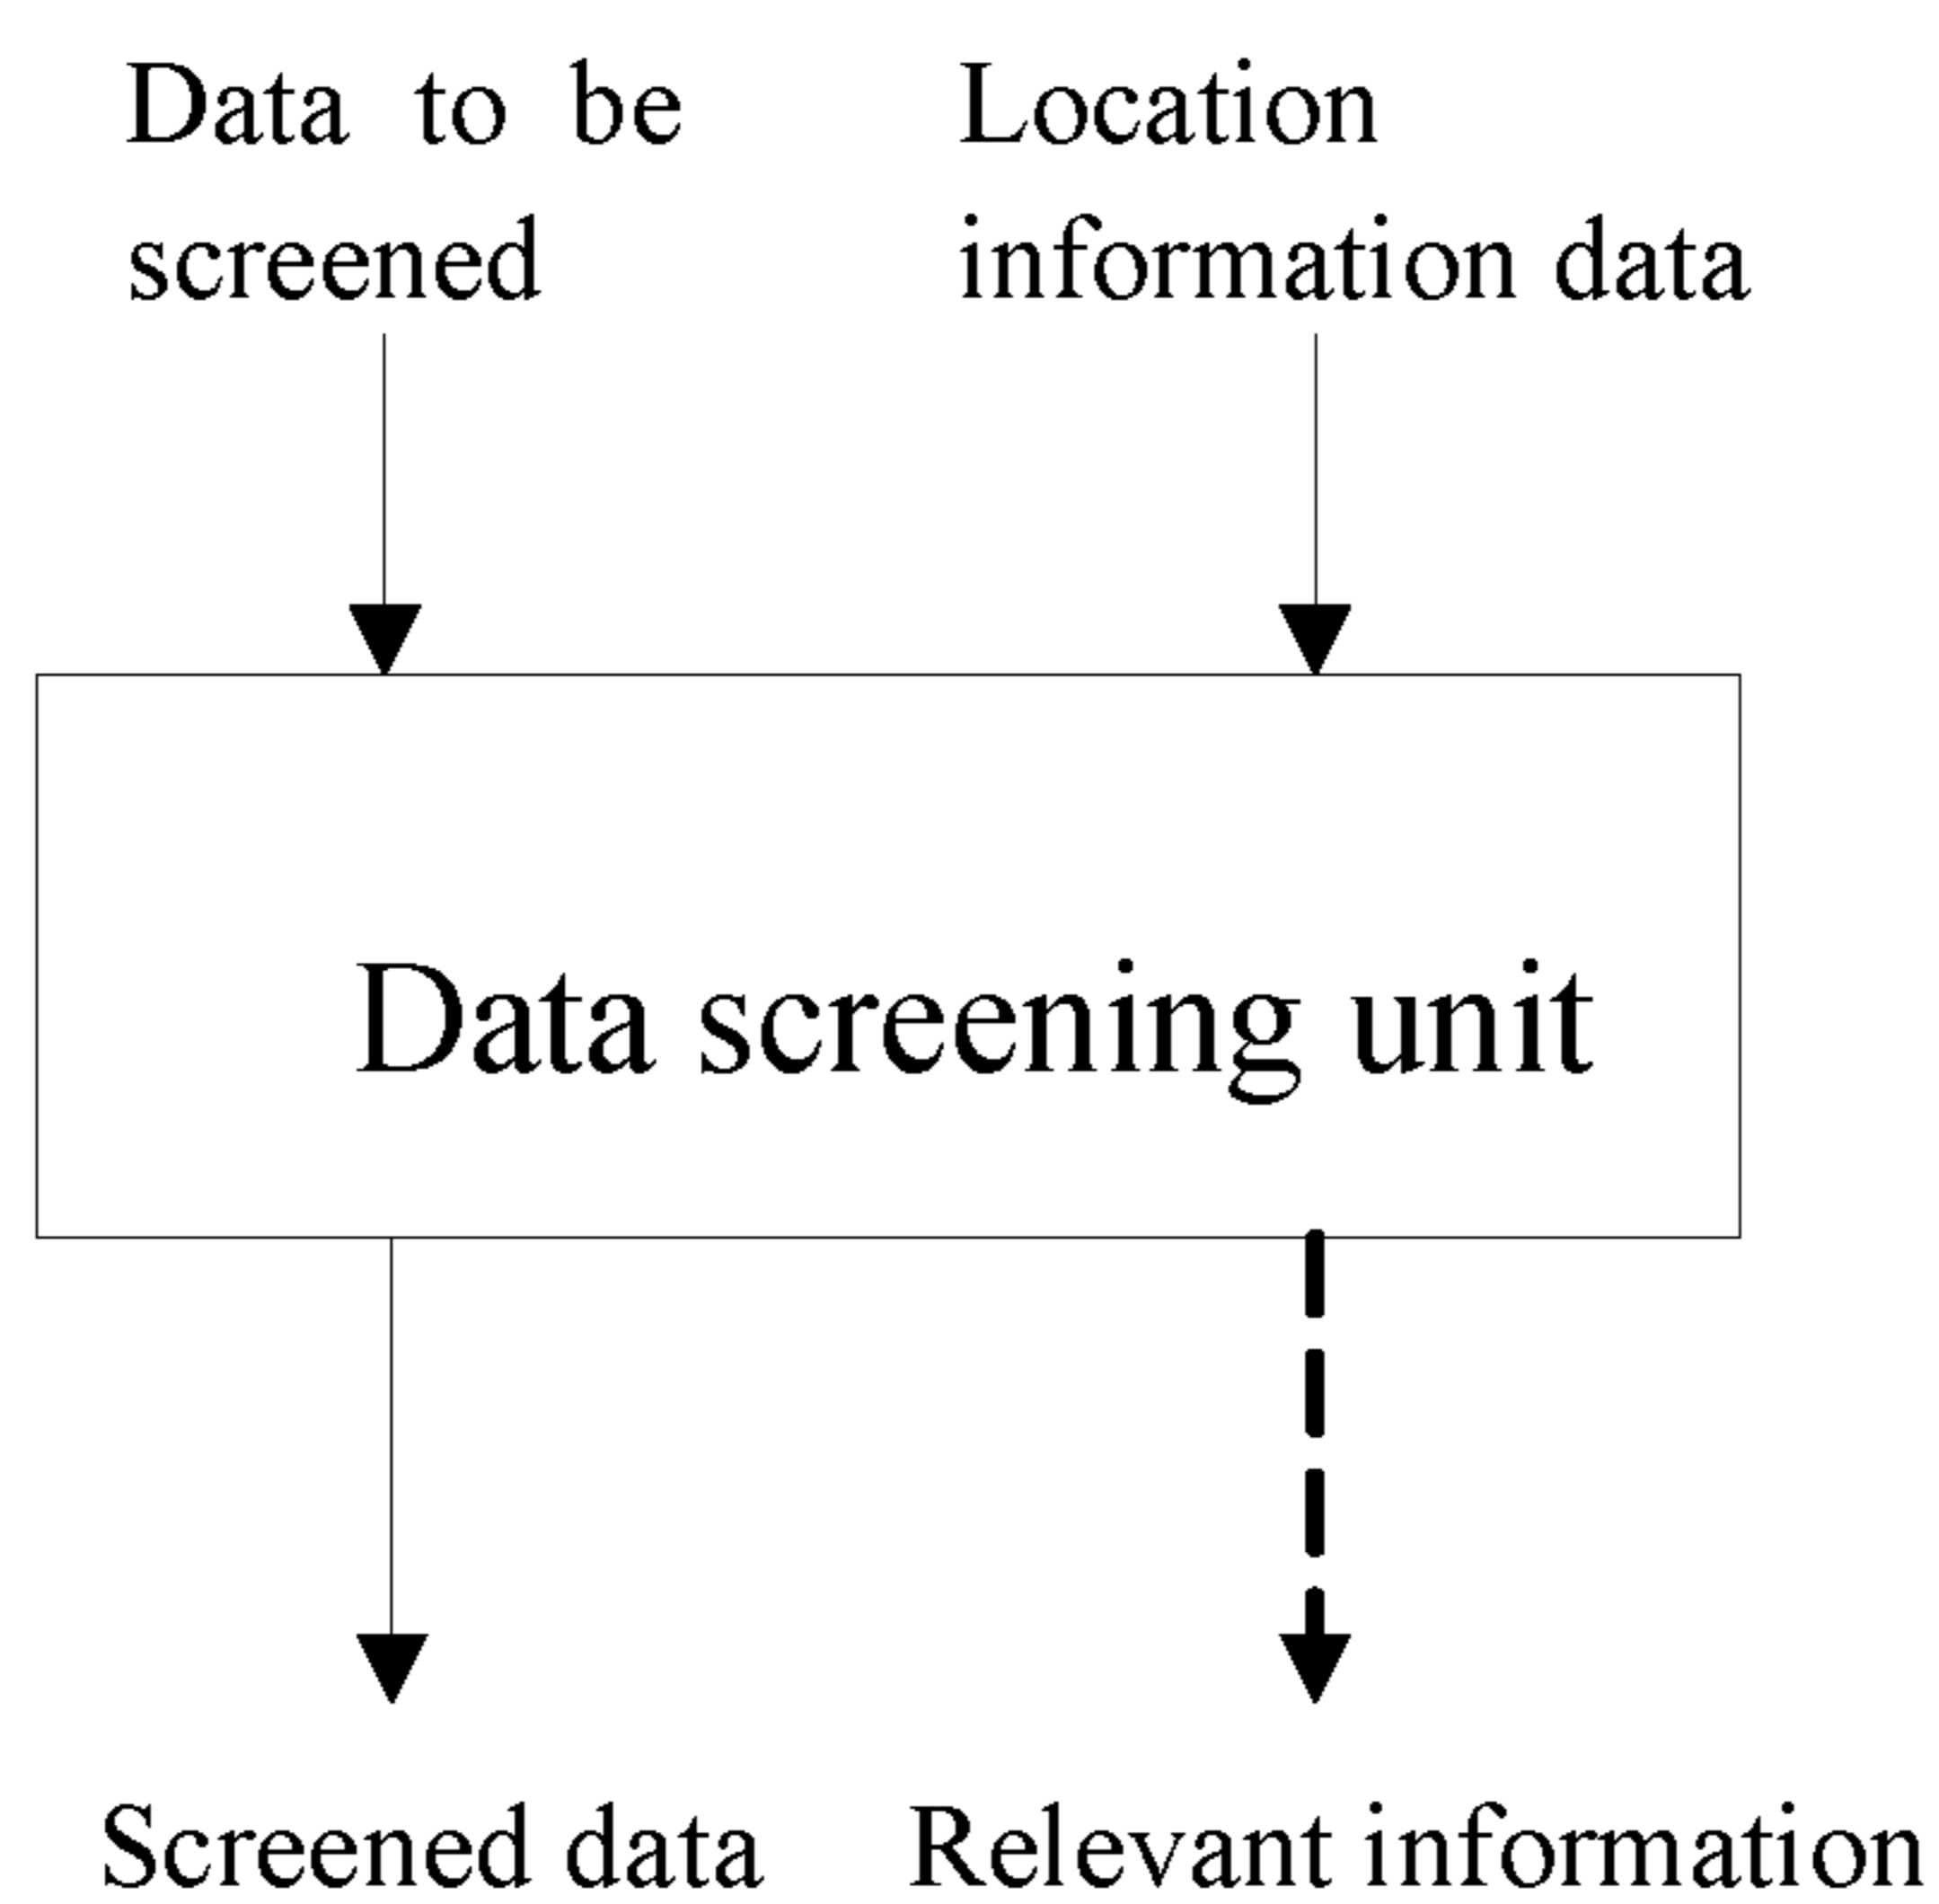 Data to be
screened
Location
information data
Data screening unit
Screened data
Relevant information